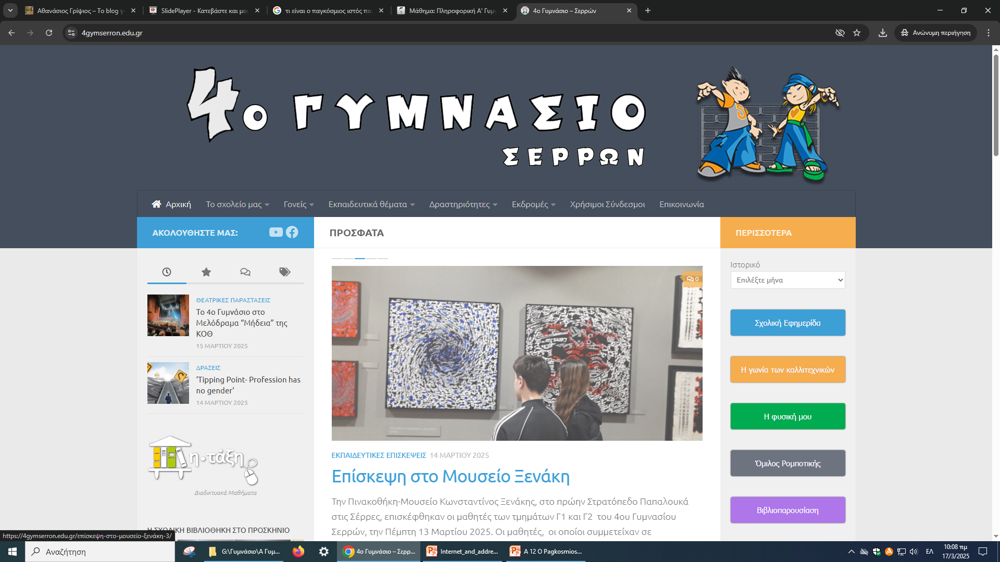 Αθανάσιος Γρίψιος – Το blog γ
SlidePlayer - Κατεβάστε και μοι
τι είναι ο παγκόσμιος ιστός πα
Μάθημα: Πληροφορική Α' Γυμν
4ο Γυμνάσιο – Σερρών
4gymserron.edu.gr
Ανώνυμη περιήγηση
4ο ΓΥΜΝΑΣΙΟ
ΣΕΡΡΩΝ
Αρχική Το σχολείο μας Γονείς Εκπαιδευτικά θέματα Δραστηριότητες Εκδρομές Χρήσιμοι Σύνδεσμοι Επικοινωνία
ΑΚΟΛΟΥΘΗΣΤΕ ΜΑΣ:
ΘΕΑΤΡΙΚΕΣ ΠΑΡΑΣΤΑΣΕΙΣ
Το 4ο Γυμνάσιο στο
Μελόδραμα “Μήδεια” της
ΚΟΘ
15 ΜΑΡΤΙΟΥ 2025
ΔΡΑΣΕΙΣ
‘Tipping Point- Profession has
no gender’
14 ΜΑΡΤΙΟΥ 2025
η•τάξη
Διαδικτυακά Μαθήματα
Η ΣΧΟΛΙΚΗ ΒΙΒΛΙΟΘΗΚΗ ΣΤΟ ΠΡΟΣΚΗΝΙΟ
ΠΡΟΣΦΑΤΑ
0
ΕΚΠΑΙΔΕΥΤΙΚΕΣ ΕΠΙΣΚΕΨΕΙΣ 14 ΜΑΡΤΙΟΥ 2025
Επίσκεψη στο Μουσείο Ξενάκη
Την Πινακοθήκη-Μουσείο Κωνσταντίνος Ξενάκης, στο πρώην Στρατόπεδο Παπαλουκά
στις Σέρρες, επισκέφθηκαν οι μαθητές των τμημάτων Γ1 και Γ2 του 4ου Γυμνασίου
Σερρών, την Πέμπτη 13 Μαρτίου 2025. Οι μαθητές, οι οποίοι συμμετείχαν σε
ΠΕΡΙΣΣΟΤΕΡΑ
Ιστορικό
Επιλέξτε μήνα
Σχολική Εφημερίδα
Η γωνία των καλλιτεχνικών
Η φυσική μου
Όμιλος Ρομποτικής
Βιβλιοπαρουσίαση
https://4gymserron.edu.gr/επίσκεψη-στο-μουσείο-ξενάκη-3/
Αναζήτηση
G:\Γυμνάσιο\Α Γυμ...
4ο Γυμνάσιο – Σερρ...
Internet_and_addre...
Α 12 Ο Pagkosmios...
ΕΛ
10:08 πμ
17/3/2025